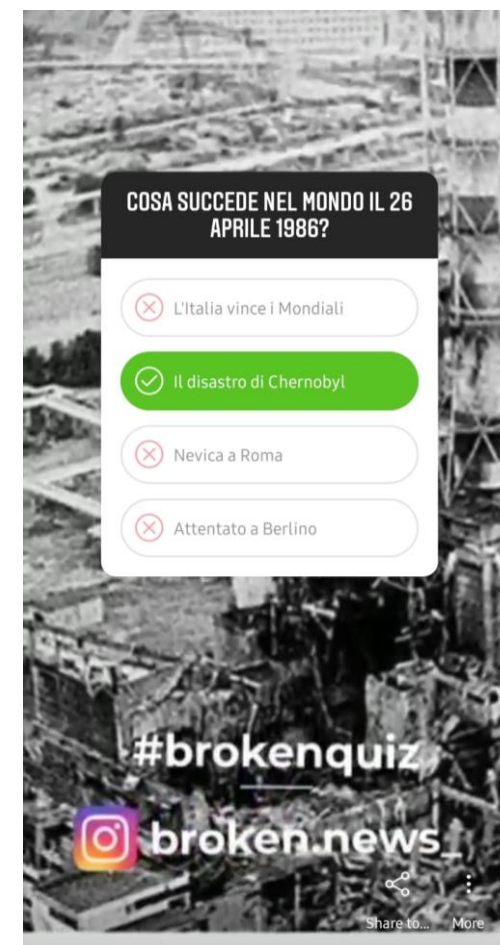 COSA SUCCEDE NEL MONDO IL 26
APRILE 1986?
L'Italia vince i Mondiali
Il disastro di Chernobyl
Nevica a Roma
Attentato a Berlino
#brokenquiz
broken.news_
Share to... More